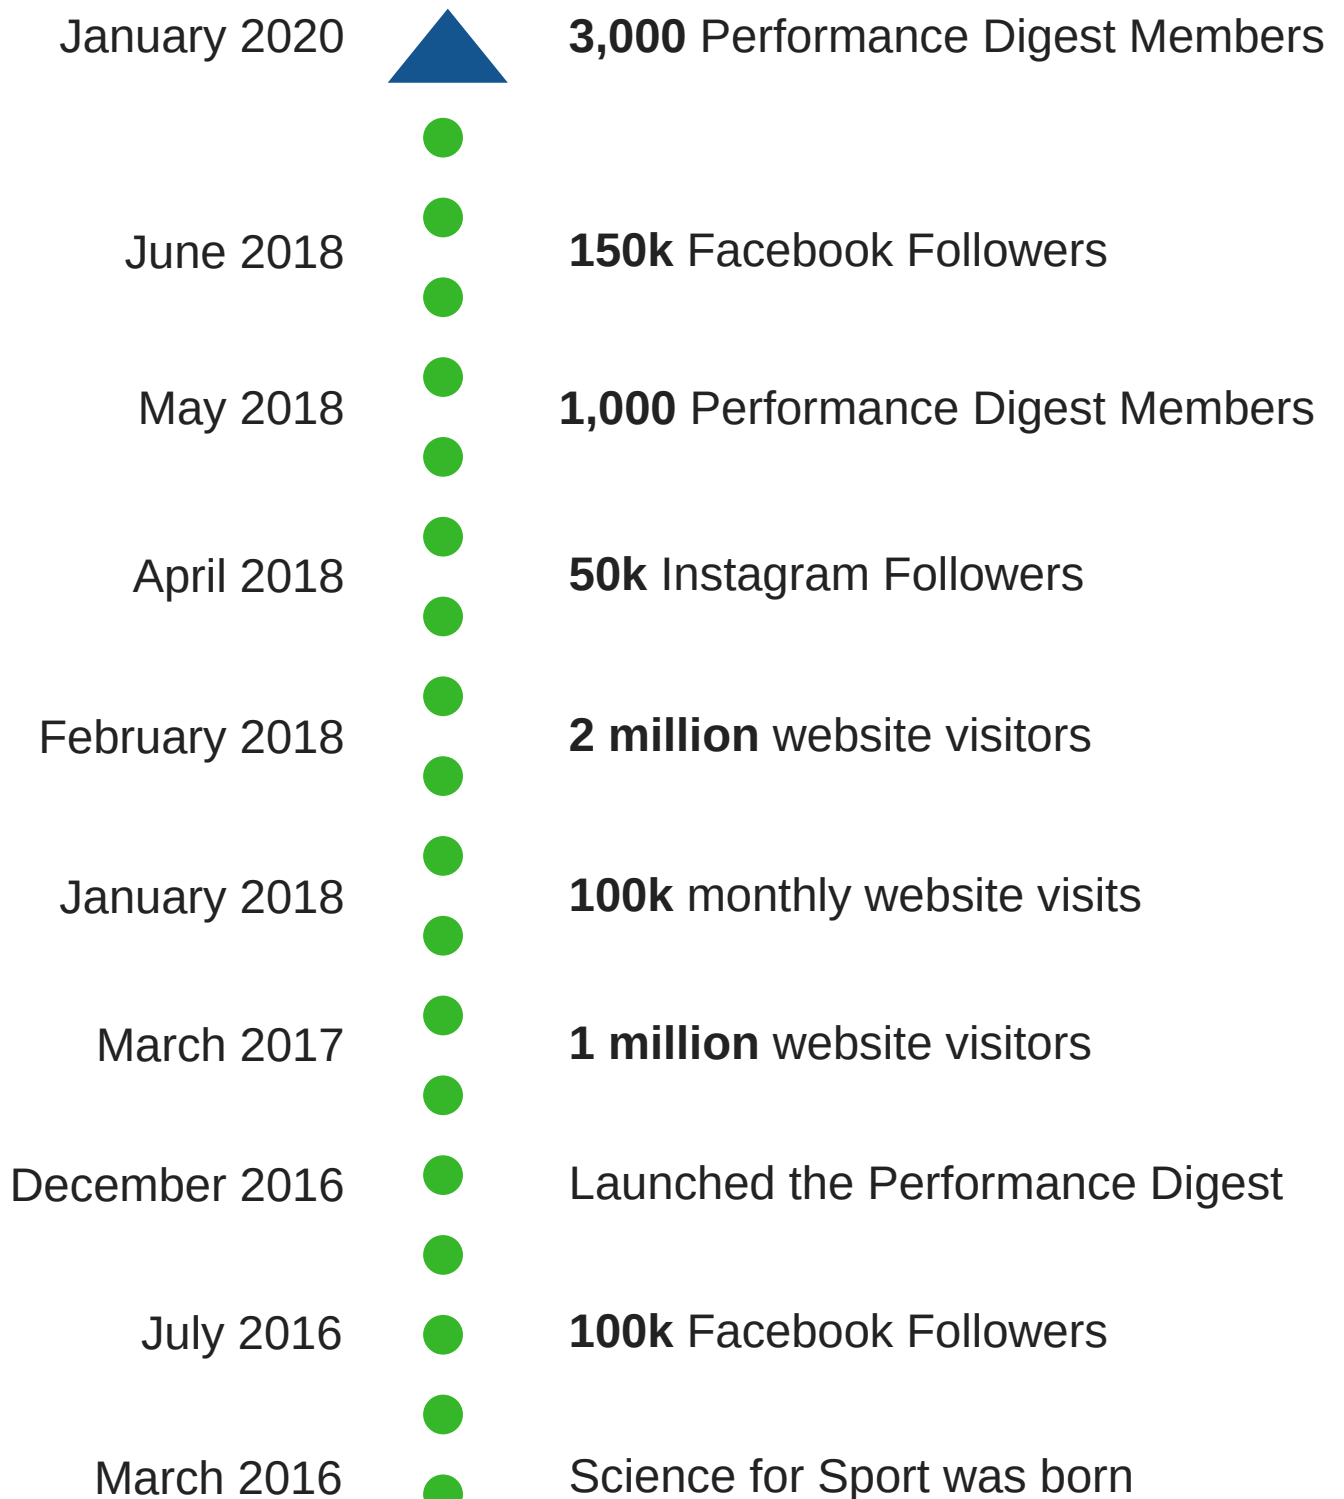 January 2020 3,000 Performance Digest Members
June 2018 150k Facebook Followers
May 2018 1,000 Performance Digest Members
April 2018 50k Instagram Followers
February 2018 2 million website visitors
January 2018 100k monthly website visits
March 2017 1 million website visitors
December 2016 Launched the Performance Digest
July 2016 100k Facebook Followers
March 2016 Science for Sport was born